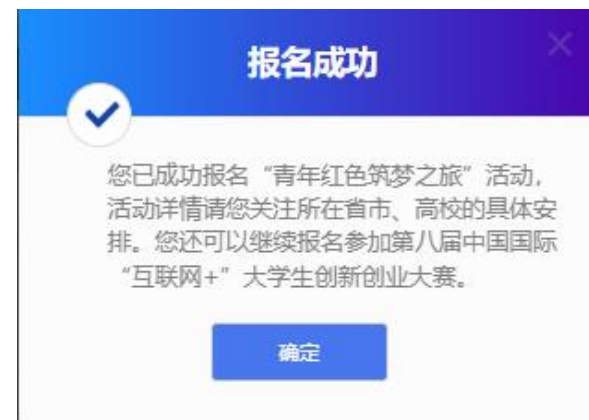 报名成功
您已成功报名“青年红色筑梦之旅”活动，
活动详情请您关注所在省市、高校的具体安
排。您还可以继续报名参加第八届中国国际
“互联网+”大学生创新创业大赛。
确定